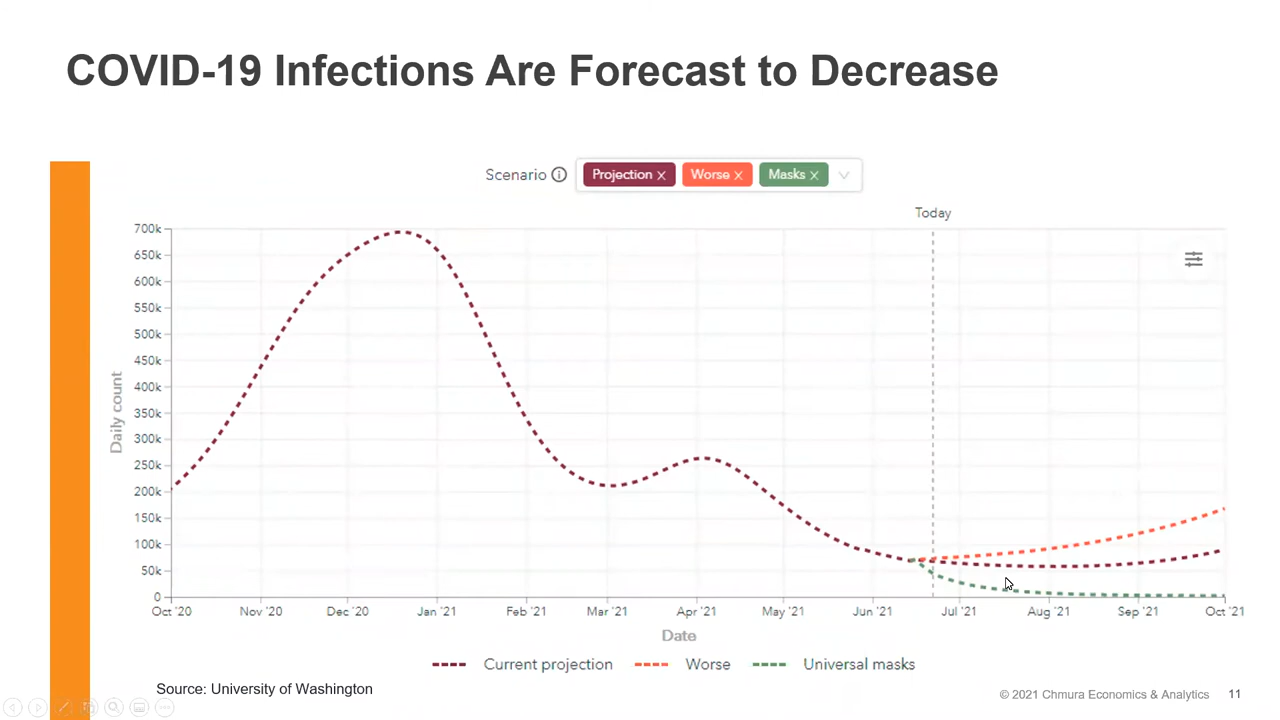 COVID-19 Infections Are Forecast to Decrease
Scenario
Projection
Worse
Masks
Today
700k
650k
600k
550k
500k
450k
400k
350k
300k
250k
200k
150k
100k
50k
0
Daily count
Oct '20 Nov '20 Dec '20 Jan '21 Feb '21 Mar '21 Apr '21 May '21 Jun '21 Jul '21 Aug '21 Sep '21 Oct '21
Date
Current projection Worse Universal masks
Source: University of Washington
© 2021 Chmura Economics & Analytics 11